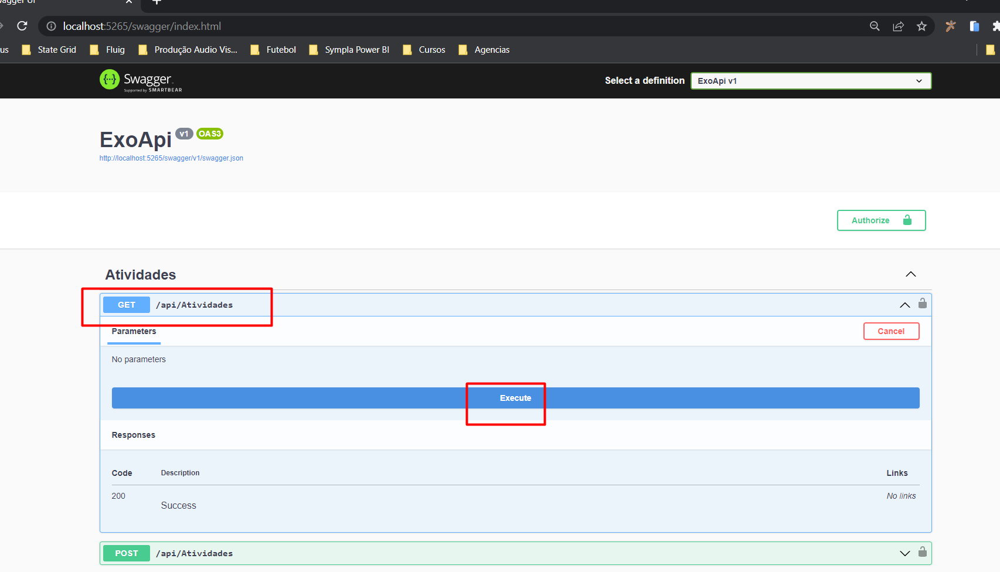 localhost:5265/swagger/index.html
us State Grid Fluig Produção Audio Vis... Futebol Sympla Power BI Cursos Agencias
Swagger
Supported by SMARTBEAR
Select a definition ExoApi v1
ExoApi v1 OAS3
http://localhost:5265/swagger/v1/swagger.json
Authorize
Atividades
GET /api/Atividades
Parameters Cancel
No parameters
Execute
Responses
Code Description Links
200 No links
Success
POST /api/Atividades